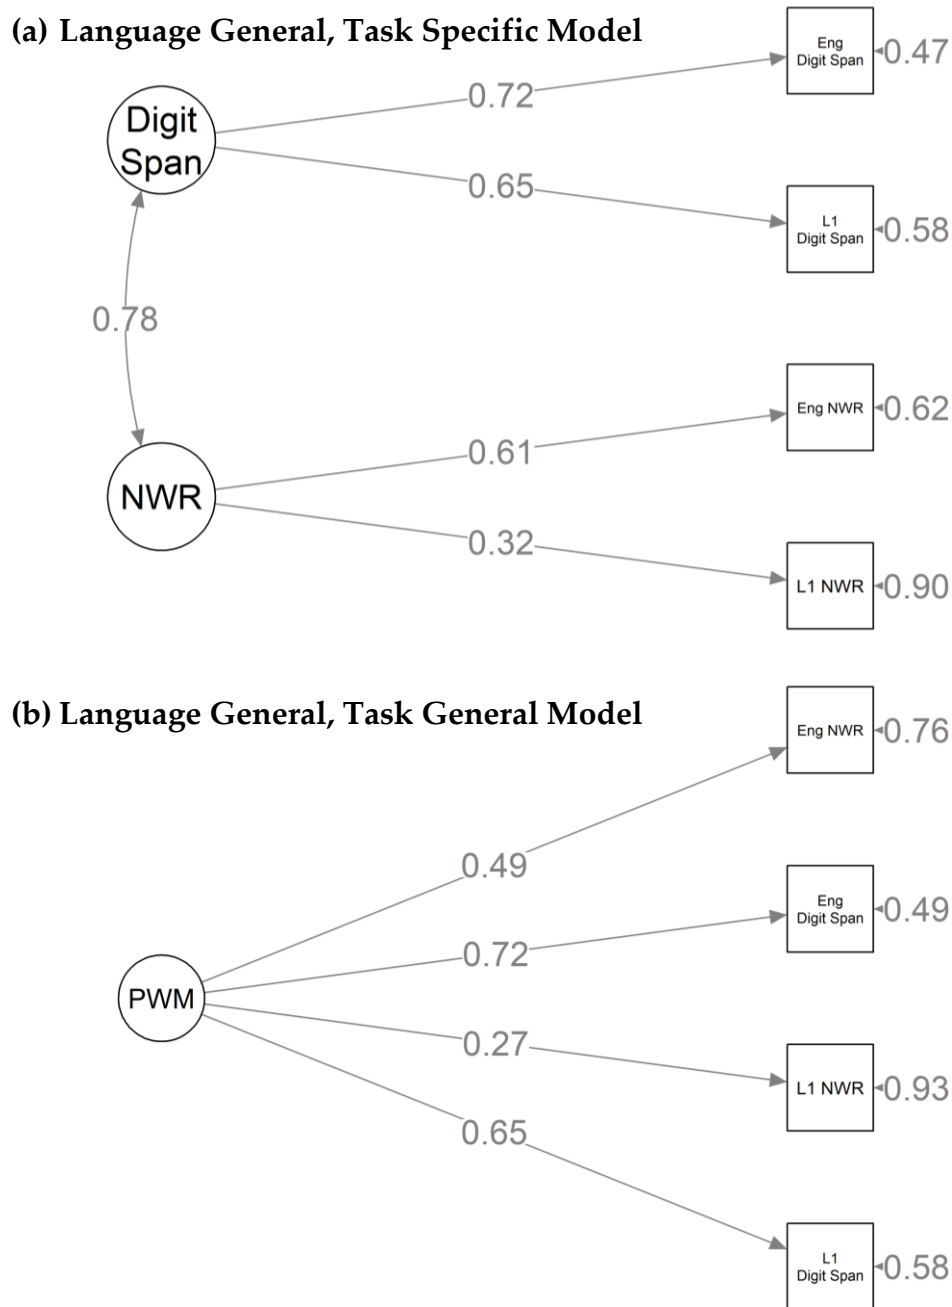 (a) Language General, Task Specific Model
Eng
Digit Span
0.47
0.72
Digit
Span
0.65
L1
Digit Span
0.58
0.78
Eng NWR
0.62
0.61
NWR
0.32
L1 NWR
0.90
(b) Language General, Task General Model
Eng NWR
0.76
0.49
Eng
Digit Span
0.49
0.72
PWM
0.27
L1 NWR
0.93
0.65
L1
Digit Span
0.58